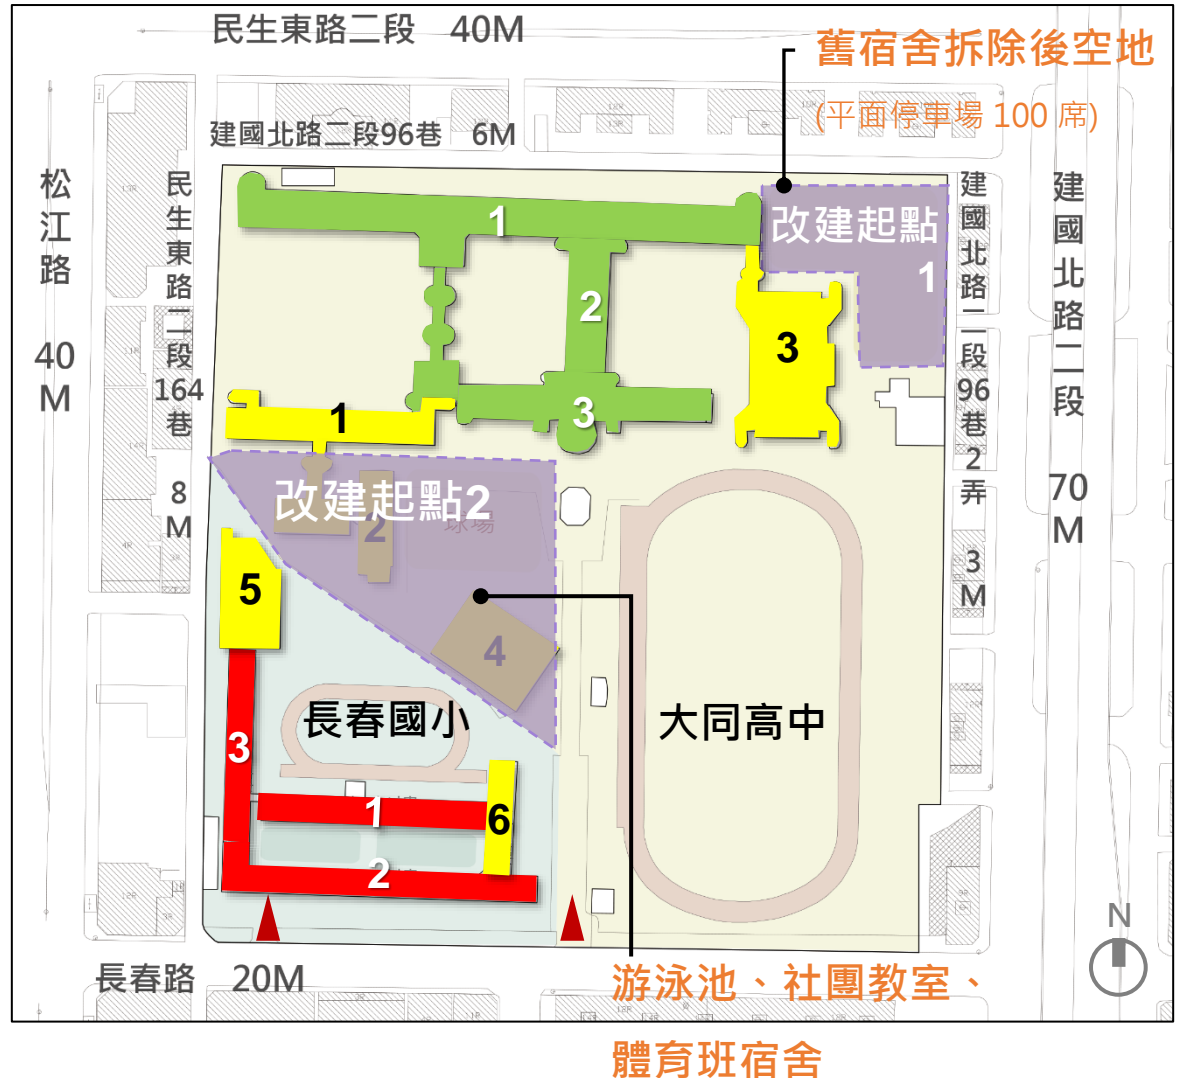 民生東路二段 40M
舊宿舍拆除後空地
(平面停車場 100 席)
建國北路二段96巷 6M
松江路 40M
民生東路二段164巷 8M
建國北路二段96巷2弄 3M
建國北路二段 70M
改建起點
1
1
2
3
3
1
改建起點2
球場
2
5
4
長春國小
大同高中
3
1
6
2
N
長春路 20M
游泳池、社團教室、
體育班宿舍